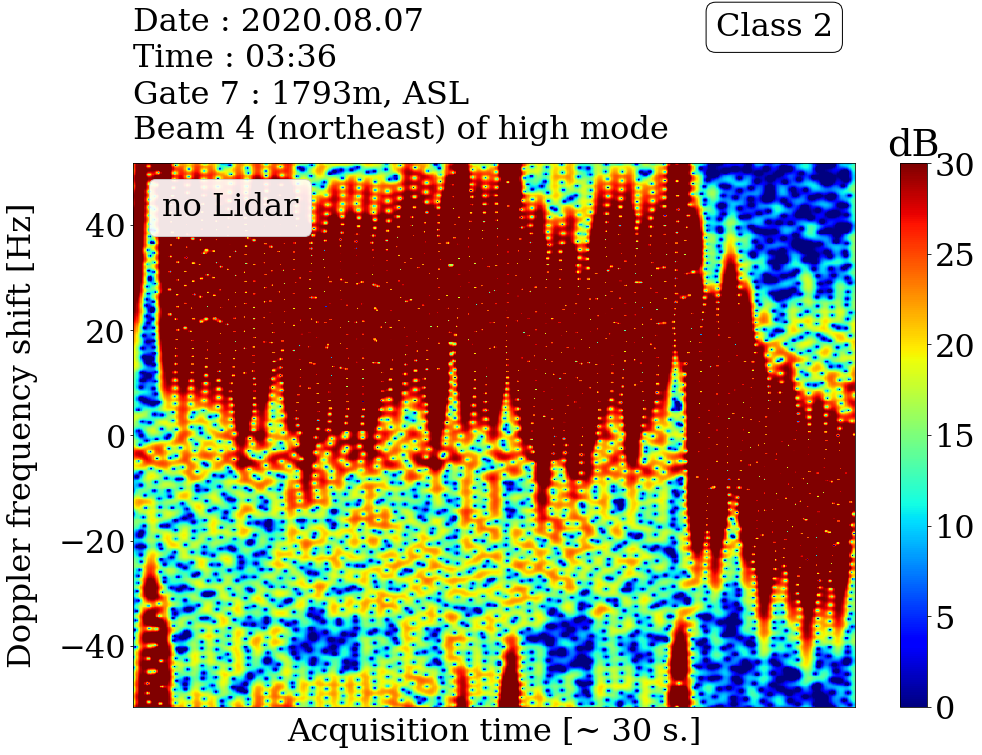 Date : 2020.08.07
Time : 03:36
Gate 7 : 1793m, ASL
Beam 4 (northeast) of high mode
Class 2
dB
no Lidar
Doppler frequency shift [Hz]
40
20
0
−20
−40
30
25
20
15
10
5
0
Acquisition time [~ 30 s.]